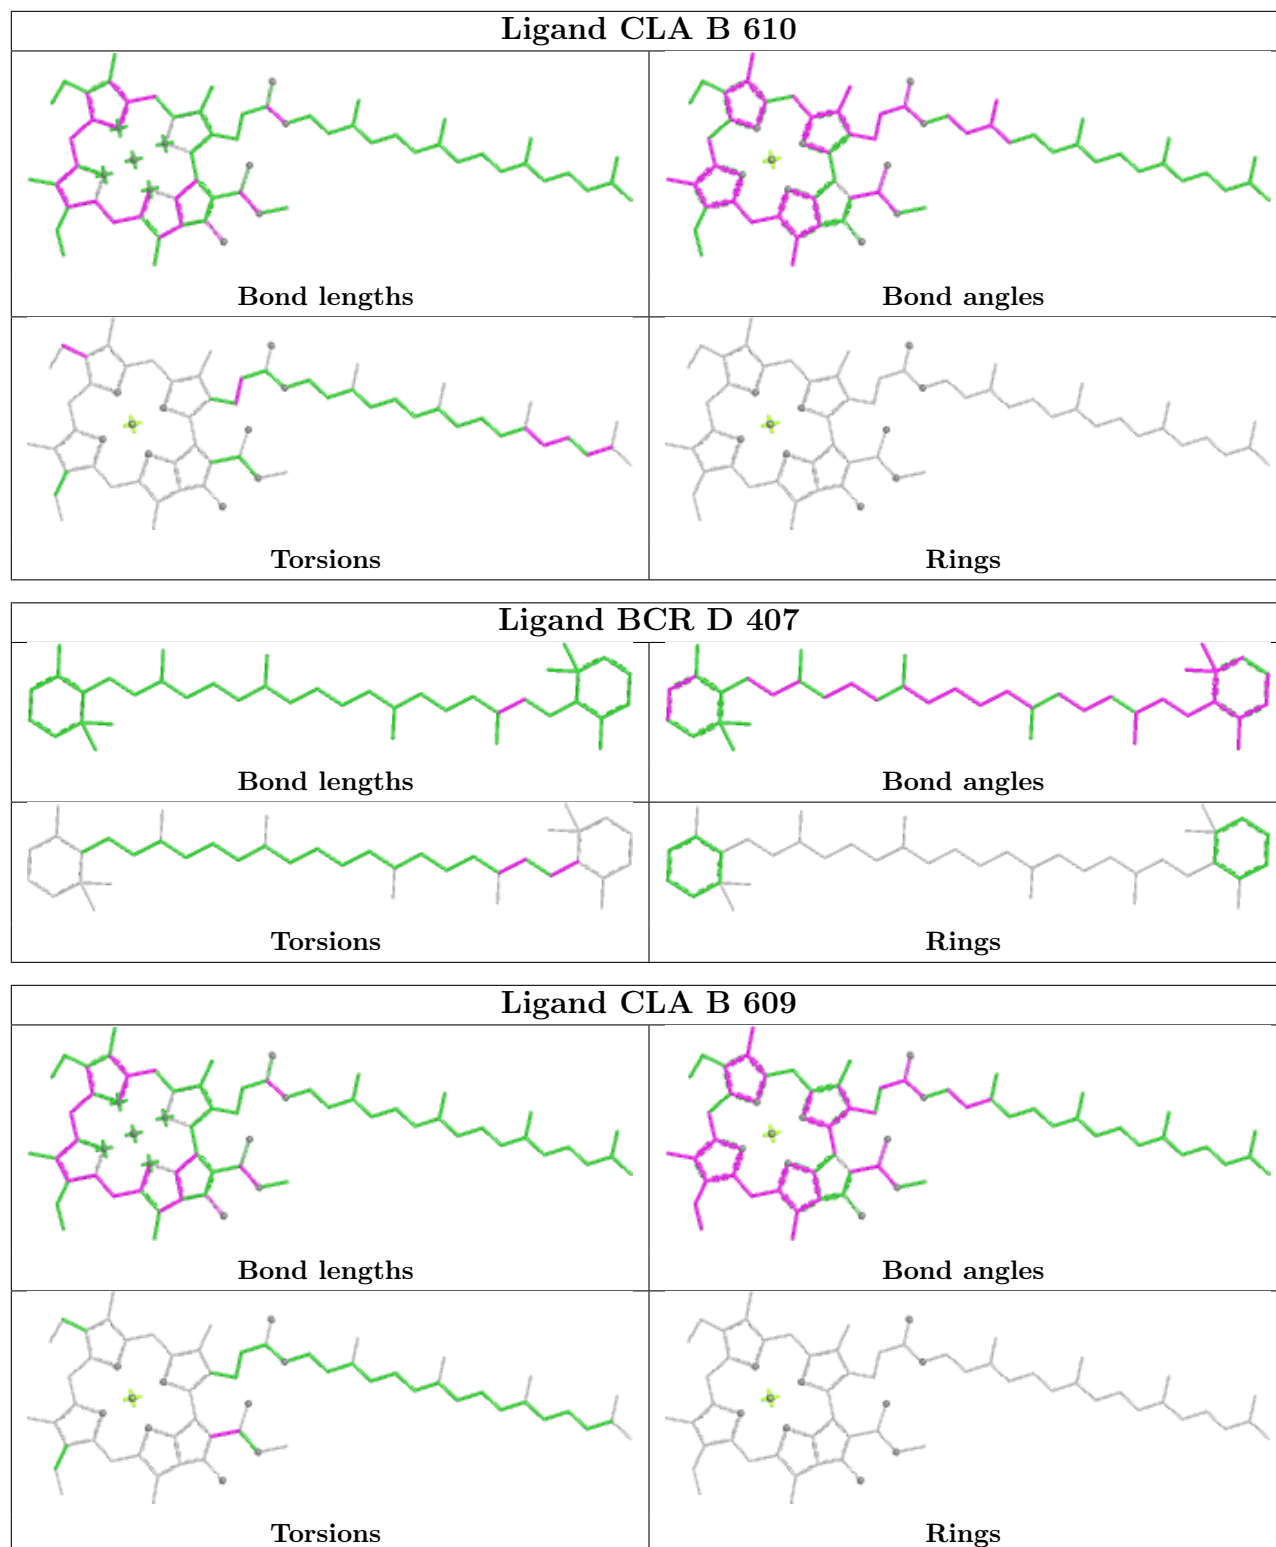 Ligand CLA B 610
Bond lengths
Bond angles
Torsions
Rings
Ligand BCR D 407
Bond lengths
Bond angles
Torsions
Rings
Ligand CLA B 609
Bond lengths
Bond angles
Torsions
Rings